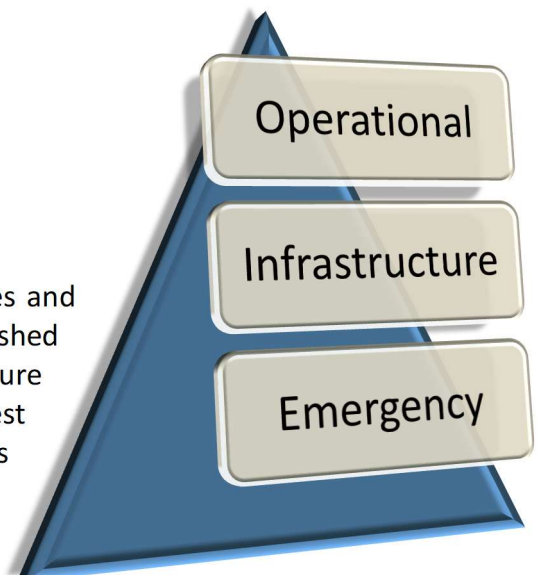 Operational
Infrastructure
Emergency
es and
shed
ure
est
s